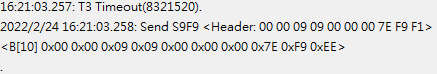 16:21:03.257: T3 Timeout(8321520).
2022/2/24 16:21:03.258: Send S9F9 <Header: 00 00 09 09 00 00 00 7E F9 F1>
<B[10] 0x00 0x00 0x09 0x09 0x00 0x00 0x00 0x7E 0xF9 0xEE>
.